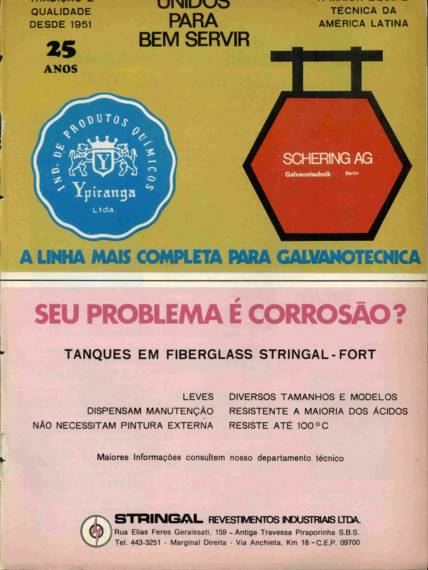 TRADIÇÃO E
QUALIDADE
DESDE 1951
25
ANOS
UNIDOS
PARA
BEM SERVIR
TÉCNICA DA
AMÉRICA LATINA
IND. DE PRODUTOS QUÍMICOS
Y
Ypiranga
Ltda.
SCHERING AG
Galvanotechnik Berlin
A LINHA MAIS COMPLETA PARA GALVANOTECNICA
SEU PROBLEMA É CORROSÃO?
TANQUES EM FIBERGLASS STRINGAL-FORT
LEVES DIVERSOS TAMANHOS E MODELOS
DISPENSAM MANUTENÇÃO RESISTENTE A MAIORIA DOS ÁCIDOS
NÃO NECESSITAM PINTURA EXTERNA RESISTE ATÉ 100°C
Maiores Informações consultem nosso departamento técnico
STRINGAL REVESTIMENTOS INDUSTRIAIS LTDA.
Rua Elias Feres Geraissati, 159 - Antiga Travessa Piraporinha S.B.S.
Tel. 443-3251 - Marginal Direita - Via Anchieta, Km 18 - C.E.P. 09700